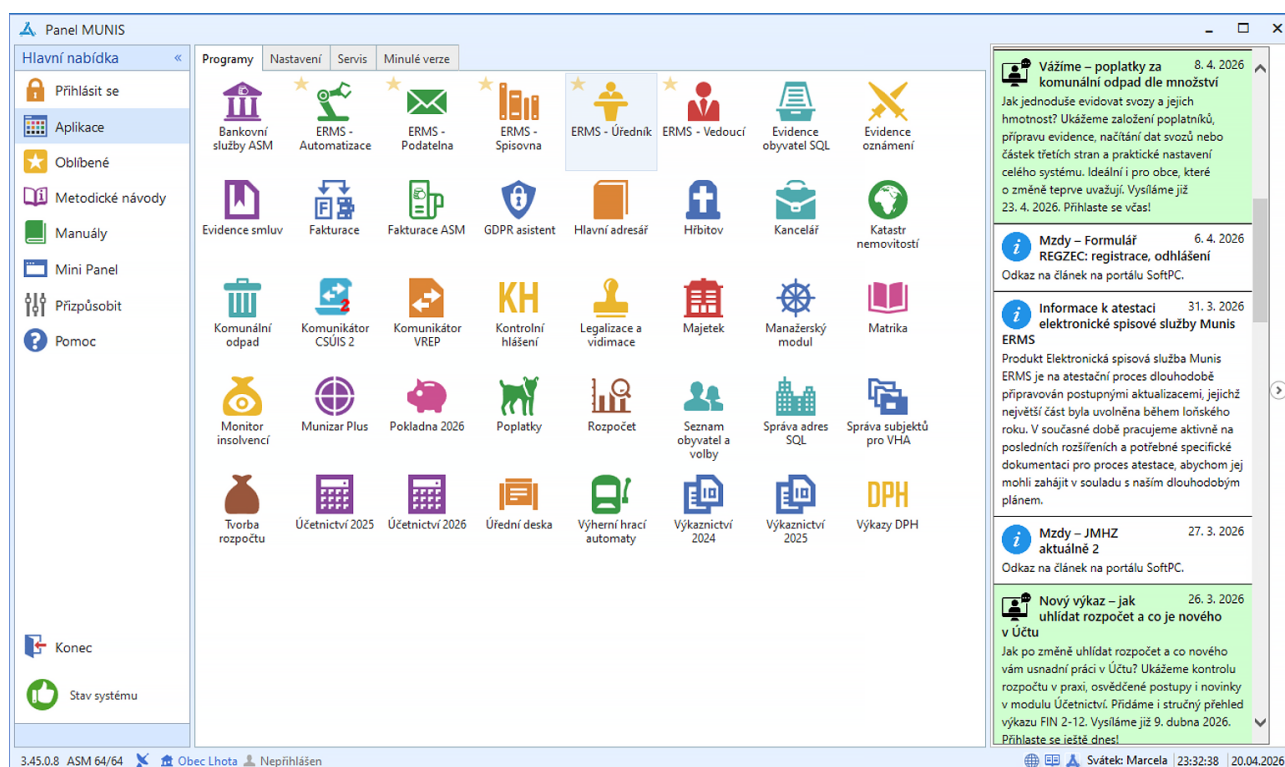 Panel MUNIS
Hlavní nabídka «
Přihlásit se
Aplikace
Oblíbené
Metodické návody
Manuály
Mini Panel
Přizpůsobit
Pomoc
Konec
Stav systému
Programy Nastavení Servis Minulé verze
Bankovní
služby ASM
ERMS -
Automatizace
ERMS -
Podatelna
ERMS -
Spisovna
ERMS - Úředník
ERMS - Vedoucí
Evidence
obyvatel SQL
Evidence
oznámení
Evidence smluv
Fakturace
Fakturace ASM
GDPR asistent
Hlavní adresář
Hřbitov
Kancelář
Katastr
nemovitostí
Komunální
odpad
2
Komunikátor
CSÚIS 2
Komunikátor
VREP
KH
Kontrolní
hlášení
Legalizace a
vidimace
Majetek
Manažerský
modul
Matrika
Monitor
insolvencí
Munizar Plus
Pokladna 2026
Poplatky
Rozpočet
Seznam
obyvatel a
volby
Správa adres
SQL
Správa subjektů
pro VHA
Tvorba
rozpočtu
Účetnictví 2025
Účetnictví 2026
Úřední deska
Výherní hrací
automaty
Výkaznictví
2024
Výkaznictví
2025
DPH
Výkazy DPH
Vážíme – poplatky za 8. 4. 2026
komunální odpad dle množství
Jak jednoduše evidovat svozy a jejich
hmotnost? Ukážeme založení poplatníků,
přípravu evidence, načítání dat svozů nebo
částek třetích stran a praktické nastavení
celého systému. Ideální i pro obce, které
o změně teprve uvažují. Vysíláme již
23. 4. 2026. Přihlaste se včas!
Mzdy – Formulář 6. 4. 2026
REGZEC: registrace, odhlášení
Odkaz na článek na portálu SoftPC.
Informace k atestaci 31. 3. 2026
elektronické spisové služby Munis
ERMS
Produkt Elektronická spisová služba Munis
ERMS je na atestační proces dlouhodobě
připravován postupnými aktualizacemi, jejichž
největší část byla uvolněna během loňského
roku. V současné době pracujeme aktivně na
posledních rozšířeních a potřebné specifické
dokumentaci pro proces atestace, abychom jej
mohli zahájit v souladu s naším dlouhodobým
plánem.
Mzdy – JMHZ 27. 3. 2026
aktuálně 2
Odkaz na článek na portálu SoftPC.
Nový výkaz – jak 26. 3. 2026
uhlídat rozpočet a co je nového
v Účtu
Jak po změně uhlídat rozpočet a co nového
vám usnadní práci v Účtu? Ukážeme kontrolu
rozpočtu v praxi, osvědčené postupy i novinky
v modulu Účetnictví. Přidáme i stručný přehled
výkazu FIN 2-12. Vysíláme již 9. dubna 2026.
Přihlaste se ještě dnes!
3.45.0.8 ASM 64/64 Obec Lhota Nepřihlášen Svátek: Marcela 23:32:38 20.04.2026